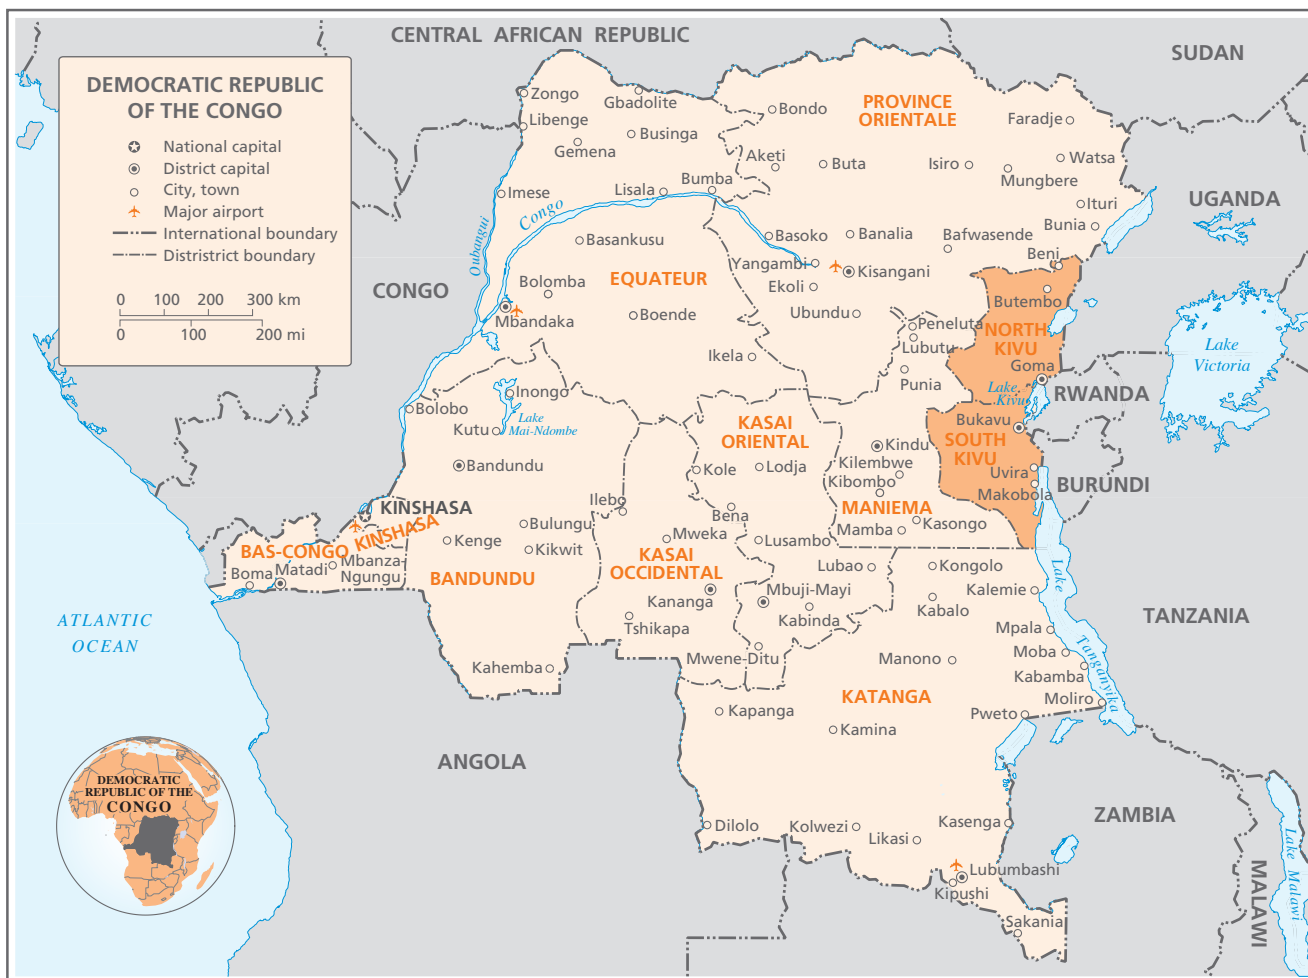 CENTRAL AFRICAN REPUBLIC
SUDAN
DEMOCRATIC REPUBLIC
OF THE CONGO
National capital
District capital
City, town
Major airport
International boundary
Distristrict boundary
0 100 200 300 km
0 100 200 mi
Zongo
Gbadolite
Libenge
Businga
Gemena
Bondo
PROVINCE
ORIENTALE
Faradje
Aketi
Buta
Isiro
Watsa
Mungbere
Imese
Lisala
Bumba
Ituri
UGANDA
Oubangui
Congo
Bunia
Basankusu
Basoko
Banalia
Bafwasende
Beni
Yangambi
Kisangani
CONGO
Bolomba
EQUATEUR
Ekoli
Butembo
Mbandaka
Boende
Ubundu
Peneluta
NORTH
KIVU
Lubutu
Lake
Victoria
Ikela
Punia
Goma
Inongo
Lake
Kivu
RWANDA
Bolobo
Lake
Mai-Ndombe
Kutu
KASAI
ORIENTAL
Bukavu
SOUTH
KIVU
Kindu
Bandundu
Kole
Lodja
Kilembwe
Kibombo
Uvira
Makobola
BURUNDI
Ilebo
KINSHASA
KINSHASA
Bena
MANIEMA
Bulungu
Kasongo
Mamba
BAS-CONGO
Kenge
Kikwit
Mweka
Lusambo
KASAI
OCCIDENTAL
Mbanza-
Ngungu
Matadi
Boma
BANDUNDU
Lubao
Kongolo
Lake
Tanganyika
Mbuji-Mayi
Kalemie
Kananga
Kabalo
Kabinda
Tshikapa
TANZANIA
ATLANTIC
OCEAN
Mpala
Mwene-Ditu
Manono
Moba
Kahemba
Kabamba
KATANGA
Moliro
Kapanga
Pweto
Kamina
ANGOLA
DEMOCRATIC
REPUBLIC OF THE
CONGO
ZAMBIA
Dilolo
Kolwezi
Kasenga
Likasi
Lubumbashi
Kipushi
Sakania
MALAWI
Lake Malawi